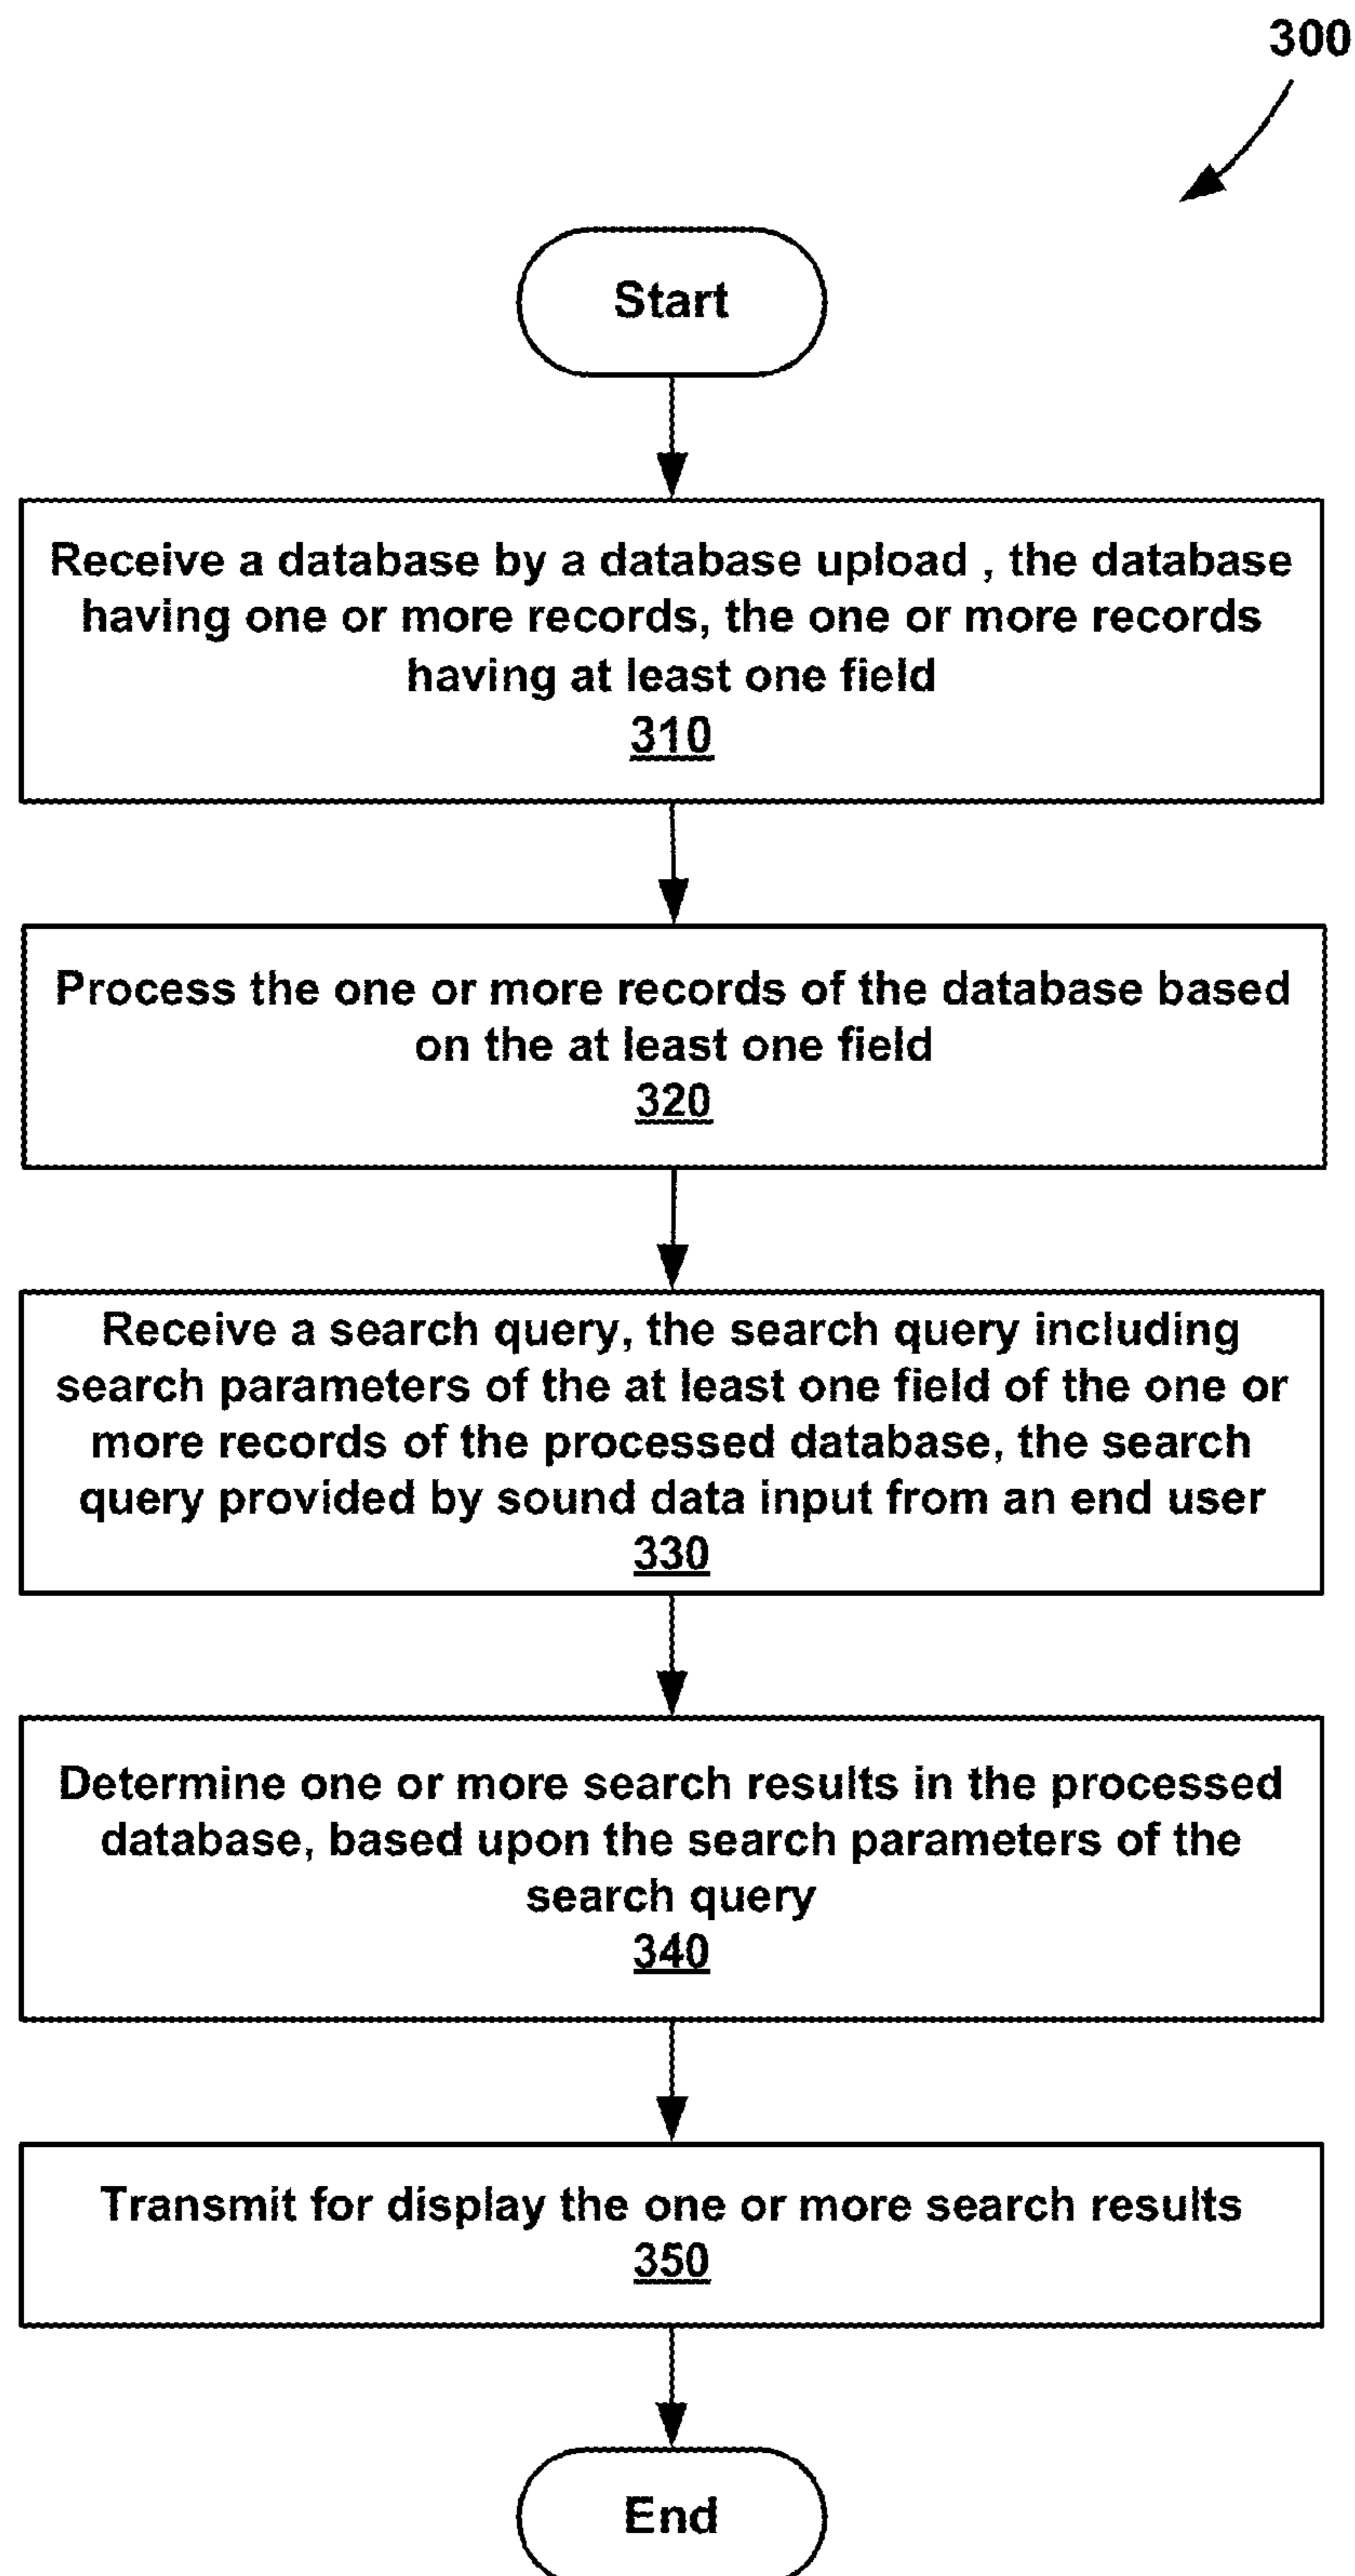 300
Start
Receive a database by a database upload , the database
having one or more records, the one or more records
having at least one field
310
Process the one or more records of the database based
on the at least one field
320
Receive a search query, the search query including
search parameters of the at least one field of the one or
more records of the processed database, the search
query provided by sound data input from an end user
330
Determine one or more search results in the processed
database, based upon the search parameters of the
search query
340
Transmit for display the one or more search results
350
End